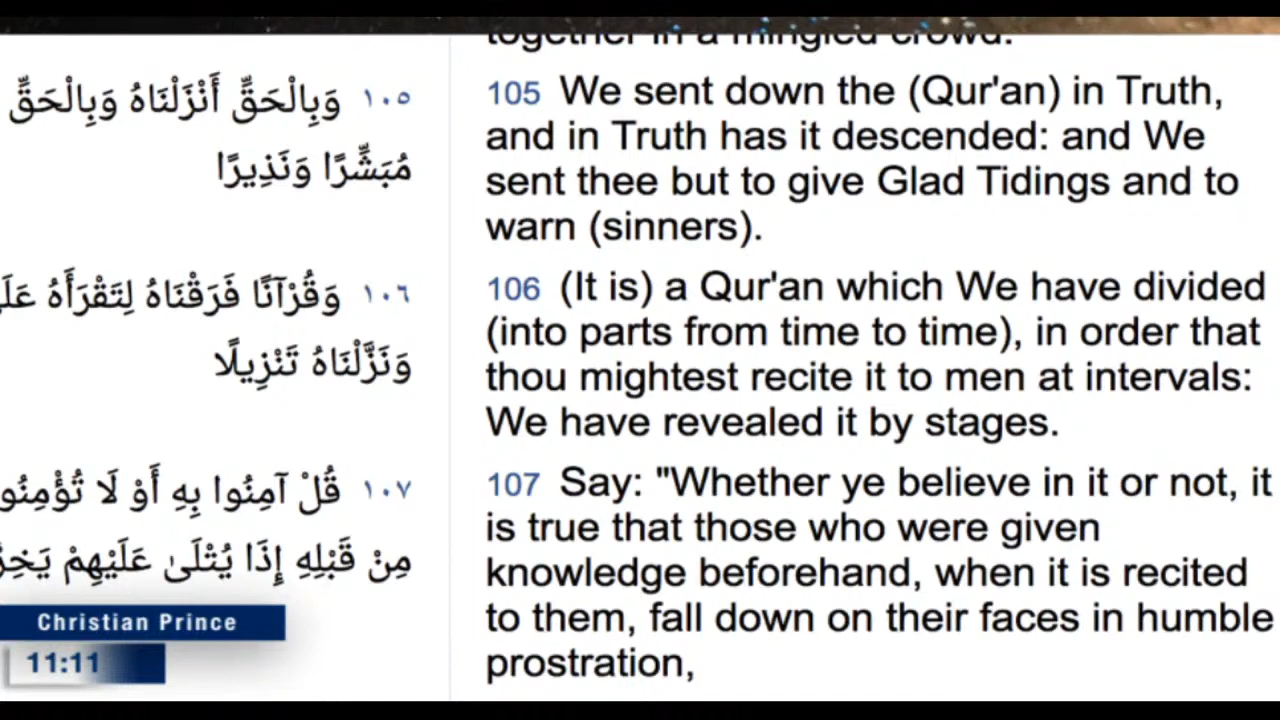 together in a mingled crowd.
١٠٥ وَبِالْحَقِّ أَنْزَلْنَاهُ وَبِالْحَقِّ
مُبَشِّرًا وَنَذِيرًا
105 We sent down the (Qur'an) in Truth,
and in Truth has it descended: and We
sent thee but to give Glad Tidings and to
warn (sinners).
١٠٦ وَقُرْآنًا فَرَقْنَاهُ لِتَقْرَأَهُ
وَنَزَّلْنَاهُ تَنْزِيلًا
106 (It is) a Qur'an which We have divided
(into parts from time to time), in order that
thou mightest recite it to men at intervals:
We have revealed it by stages.
١٠٧ قُلْ آمِنُوا بِهِ أَوْ لَا
مِنْ قَبْلِهِ إِذَا يُتْلَىٰ عَلَيْهِمْ
107 Say: "Whether ye believe in it or not, it
is true that those who were given
knowledge beforehand, when it is recited
to them, fall down on their faces in humble
prostration,
Christian Prince
11:11